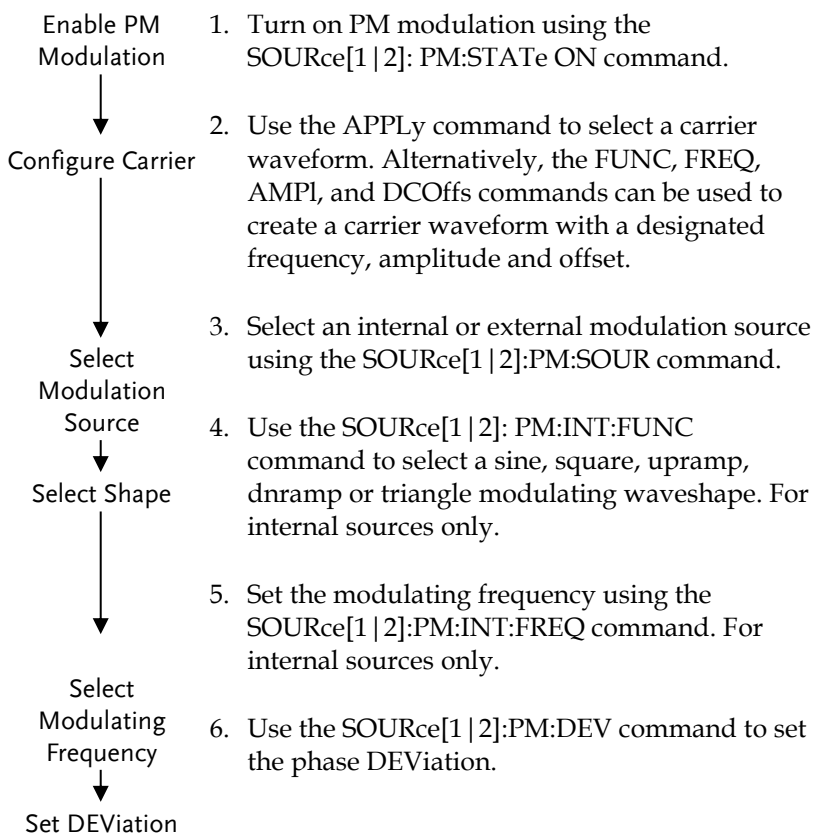 Enable PM
Modulation
1. Turn on PM modulation using the
SOURce[1|2]: PM:STATe ON command.
Configure Carrier
2. Use the APPLy command to select a carrier
waveform. Alternatively, the FUNC, FREQ,
AMPl, and DCOffs commands can be used to
create a carrier waveform with a designated
frequency, amplitude and offset.
Select
Modulation
Source
3. Select an internal or external modulation source
using the SOURce[1|2]:PM:SOUR command.
Select Shape
4. Use the SOURce[1|2]: PM:INT:FUNC
command to select a sine, square, upramp,
dnramp or triangle modulating waveshape. For
internal sources only.
Select
Modulating
Frequency
5. Set the modulating frequency using the
SOURce[1|2]:PM:INT:FREQ command. For
internal sources only.
Set DEViation
6. Use the SOURce[1|2]:PM:DEV command to set
the phase DEViation.